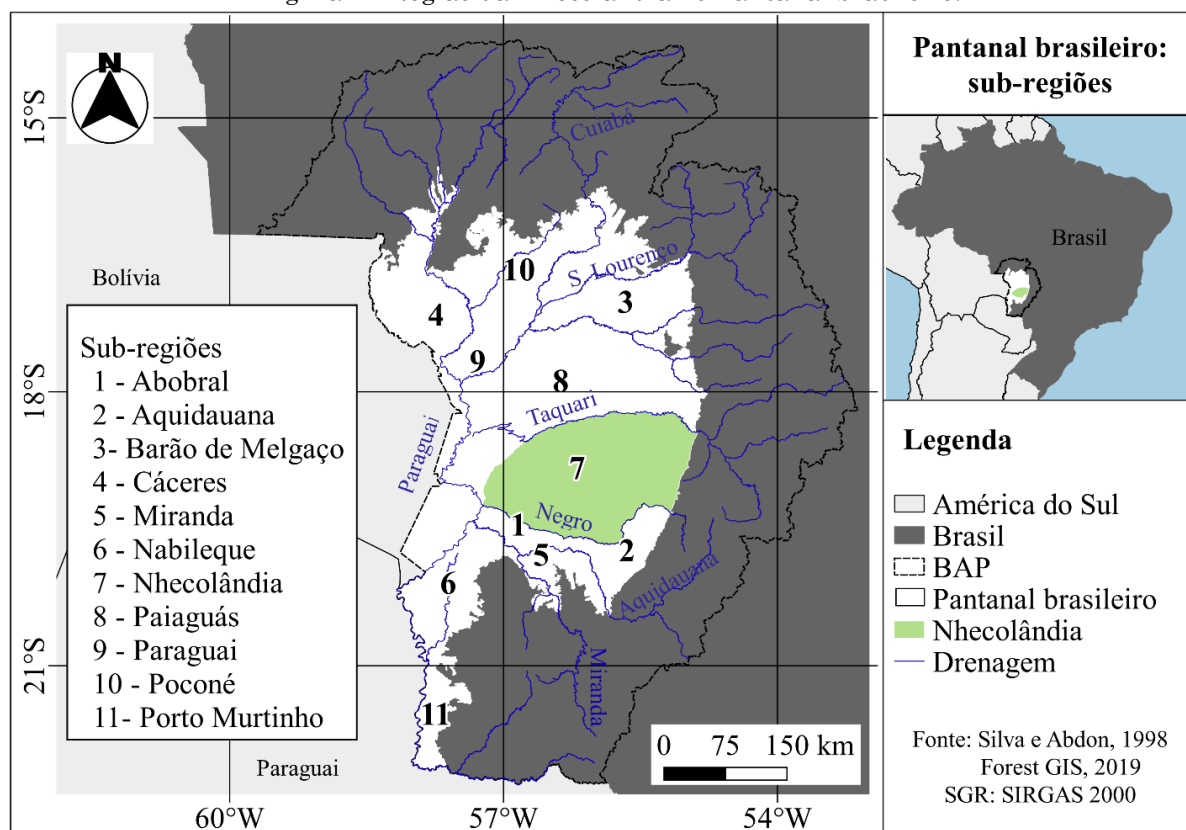 N
15°S
18°S
21°S
60°W
57°W
54°W
Bolívia
Paraguai
Cuiabá
S. Lourenço
Taquari
Paraguai
Negro
Aquidauana
Miranda
10
4
3
9
8
7
1
5
2
6
11
Sub-regiões
1 - Abobral
2 - Aquidauana
3- Barão de Melgaço
4 - Cáceres
5 - Miranda
6 - Nabileque
7 - Nhecolândia
8 - Paiaguás
9 - Paraguai
10 - Poconé
11- Porto Murtinho
0 75 150 km
Pantanal brasileiro:
sub-regiões
Brasil
Legenda
América do Sul
Brasil
BAP
Pantanal brasileiro
Nhecolândia
Drenagem
Fonte: Silva e Abdon, 1998
Forest GIS, 2019
SGR: SIRGAS 2000